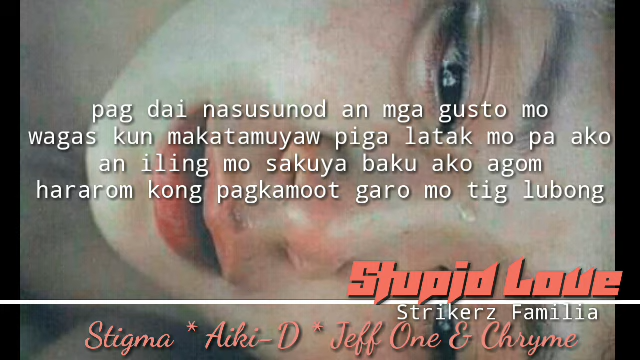 pag dai nasusunod an mga gusto mo
wagas kun makatamuyaw piga latak mo pa ako
an iling mo sakuya baku ako agom
hararom kong pagkamoot garo mo tig lubong
Stupid Love
Strikerz Familia
Stigma * Aiki-D * Jeff One & Chryme